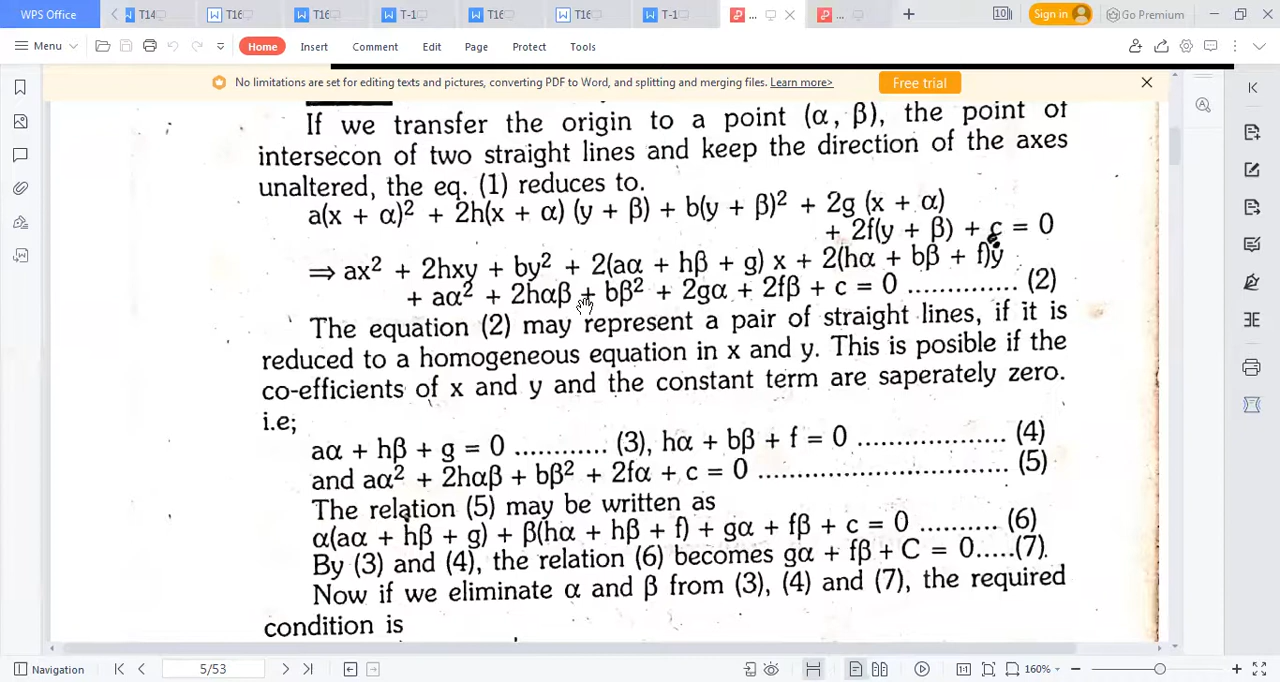 WPS Office
T14
T16
T16
T-1
T16
T16
T-1
...
...
Sign in
Go Premium
Menu
Home
Insert
Comment
Edit
Page
Protect
Tools
No limitations are set for editing texts and pictures, converting PDF to Word, and splitting and merging files. Learn more>
Free trial
If we transfer the origin to a point (α, β), the point of
intersecon of two straight lines and keep the direction of the axes
unaltered, the eq. (1) reduces to.
a(x + α)² + 2h(x + α) (y + β) + b(y + β)² + 2g (x + α)
+ 2f(y + β) + c = 0
⇒ ax² + 2hxy + by² + 2(aα + hβ + g) x + 2(hα + bβ + f)y
+ aα² + 2hαβ + bβ² + 2gα + 2fβ + c = 0 ............. (2)
The equation (2) may represent a pair of straight lines, if it is
reduced to a homogeneous equation in x and y. This is posible if the
co-efficients of x and y and the constant term are saperately zero.
i.e;
aα + hβ + g = 0 ........... (3), hα + bβ + f = 0 .................. (4)
and aα² + 2hαβ + bβ² + 2fα + c = 0 .............................. (5)
The relation (5) may be written as
α(aα + hβ + g) + β(hα + hβ + f) + gα + fβ + c = 0 ......... (6)
By (3) and (4), the relation (6) becomes gα + fβ + C = 0.....(7).
Now if we eliminate α and β from (3), (4) and (7), the required
condition is
Navigation
5/53
160%